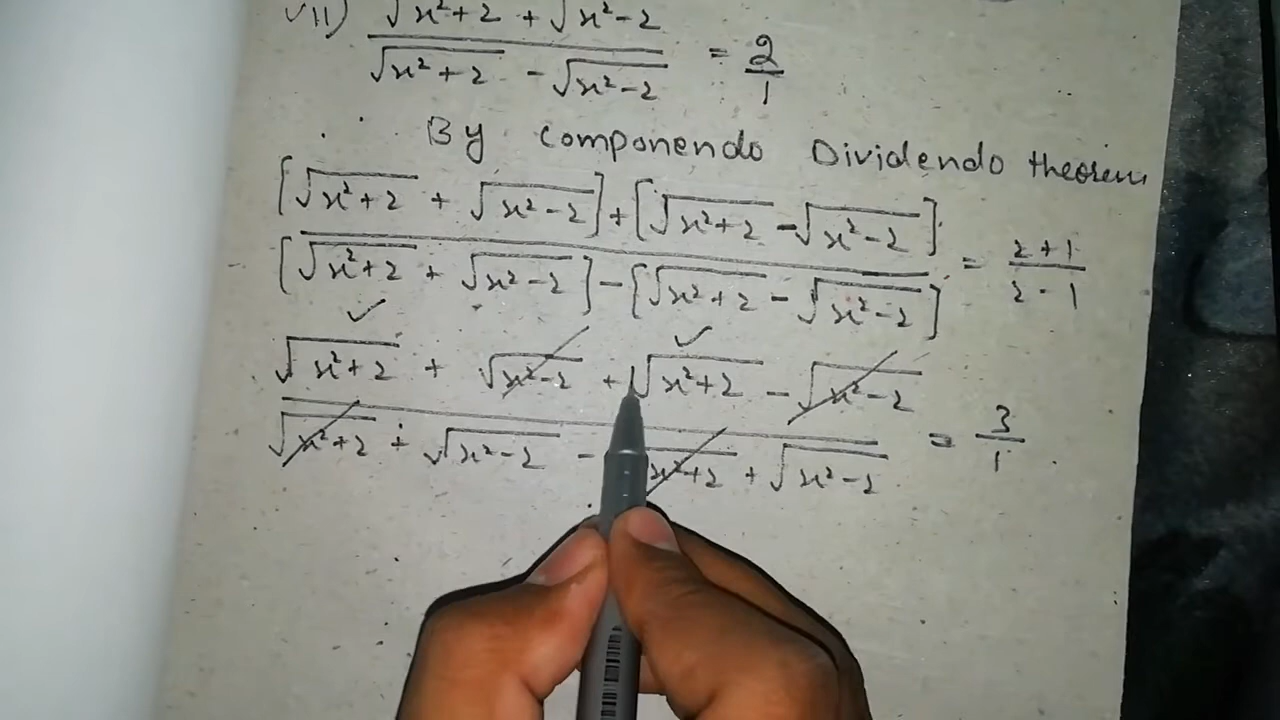 VII) √x²+2 + √x²-2 / √x²+2 - √x²-2 = 2/1
By Componendo Dividendo theorem
[√x²+2 + √x²-2] + [√x²+2 - √x²-2] / [√x²+2 + √x²-2] - [√x²+2 - √x²-2] = 2+1 / 2-1
√x²+2 + √x²-2 + √x²+2 - √x²-2 / √x²+2 + √x²-2 - √x²+2 + √x²-2 = 3/1